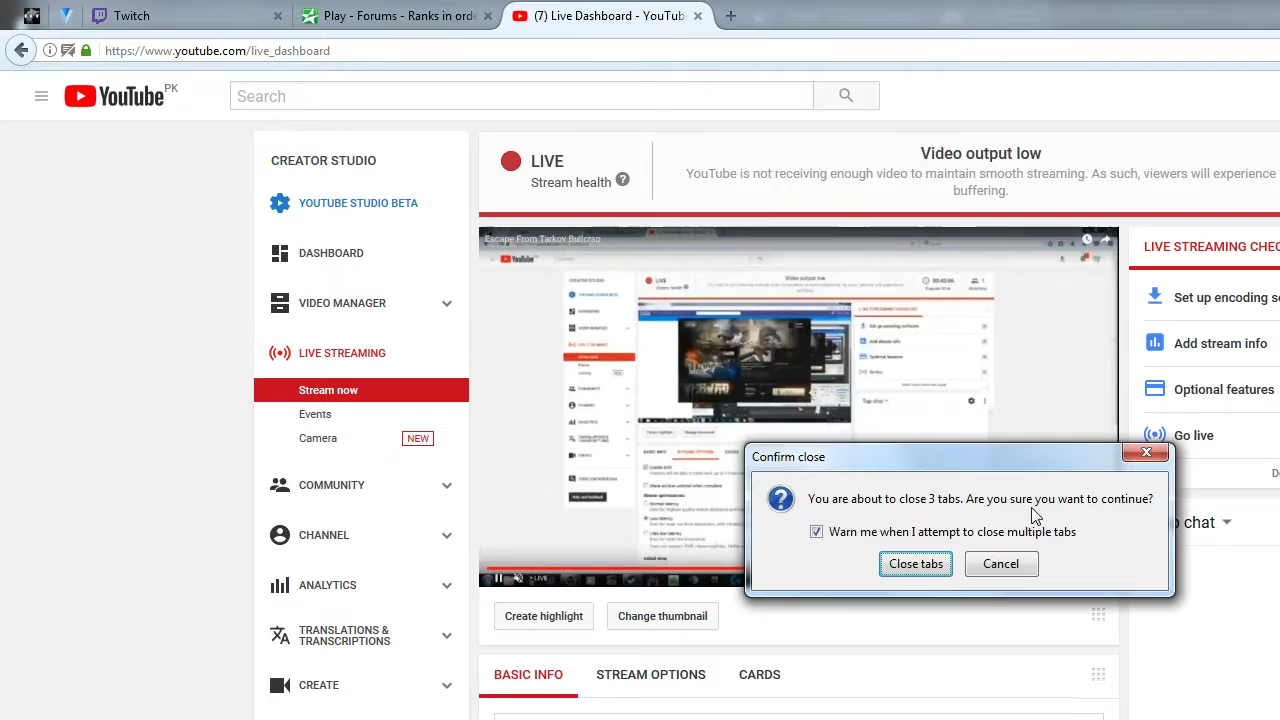 Twitch
Play - Forums - Ranks in orde
(7) Live Dashboard - YouTube
https://www.youtube.com/live_dashboard
YouTube PK
Search
CREATOR STUDIO
YOUTUBE STUDIO BETA
DASHBOARD
VIDEO MANAGER
LIVE STREAMING
Stream now
Events
Camera
NEW
MUNITY
CHANNEL
ANALYTICS
TRANSLATIONS &
TRANSCRIPTIONS
CREATE
LIVE
Stream health
Video output low
YouTube is not receiving enough video to maintain smooth streaming. As such, viewers will experience
buffering.
Escape From Tarkov Bullcrap
LIVE
Create highlight
Change thumbnail
BASIC INFO
STREAM OPTIONS
CARDS
LIVE STREAMING CHE
Set up encoding s
Add stream info
Optional features
Go live
p chat
Confirm close
You are about to close 3 tabs. Are you sure you want to continue?
Warn me when I attempt to close multiple tabs
Close tabs
Cancel